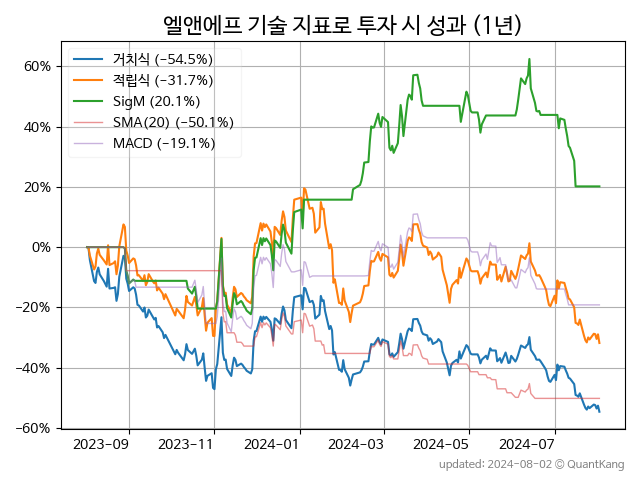 엘앤에프 기술 지표로 투자 시 성과 (1년)
거치식 (−54.5%)
적립식 (−31.7%)
SigM (20.1%)
SMA(20) (−50.1%)
MACD (−19.1%)
60%
40%
20%
0%
−20%
−40%
−60%
2023−09 2023−11 2024−01 2024−03 2024−05 2024−07
updated: 2024−08−02 © QuantKang